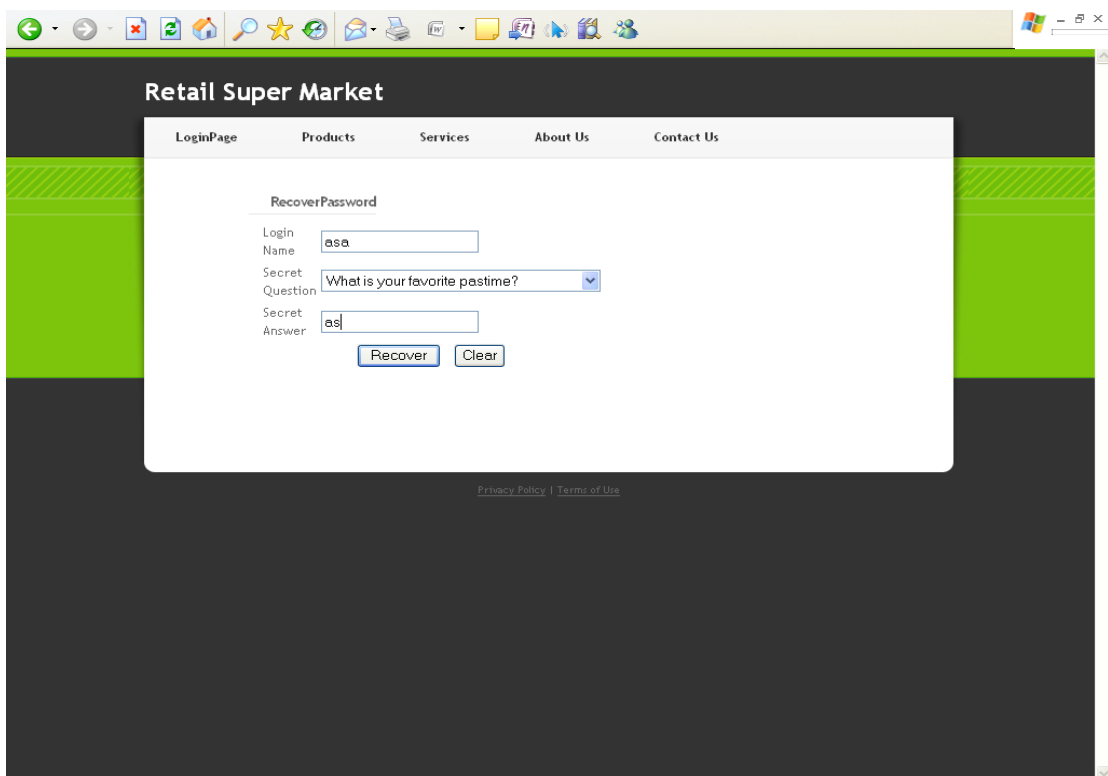 Retail Super Market
LoginPage Products Services About Us Contact Us
RecoverPassword
Login
Name
asa
Secret
Question
What is your favorite pastime?
Secret
Answer
as
Recover Clear
Privacy Policy | Terms of Use